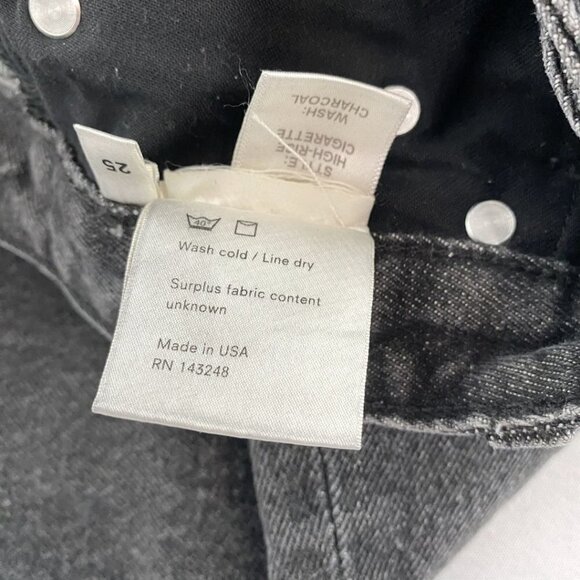 WASH:
CHARCOAL
STYLE:
HIGH-RISE
CIGARETTE
25
40°
Wash cold / Line dry
Surplus fabric content
unknown
Made in USA
RN 143248